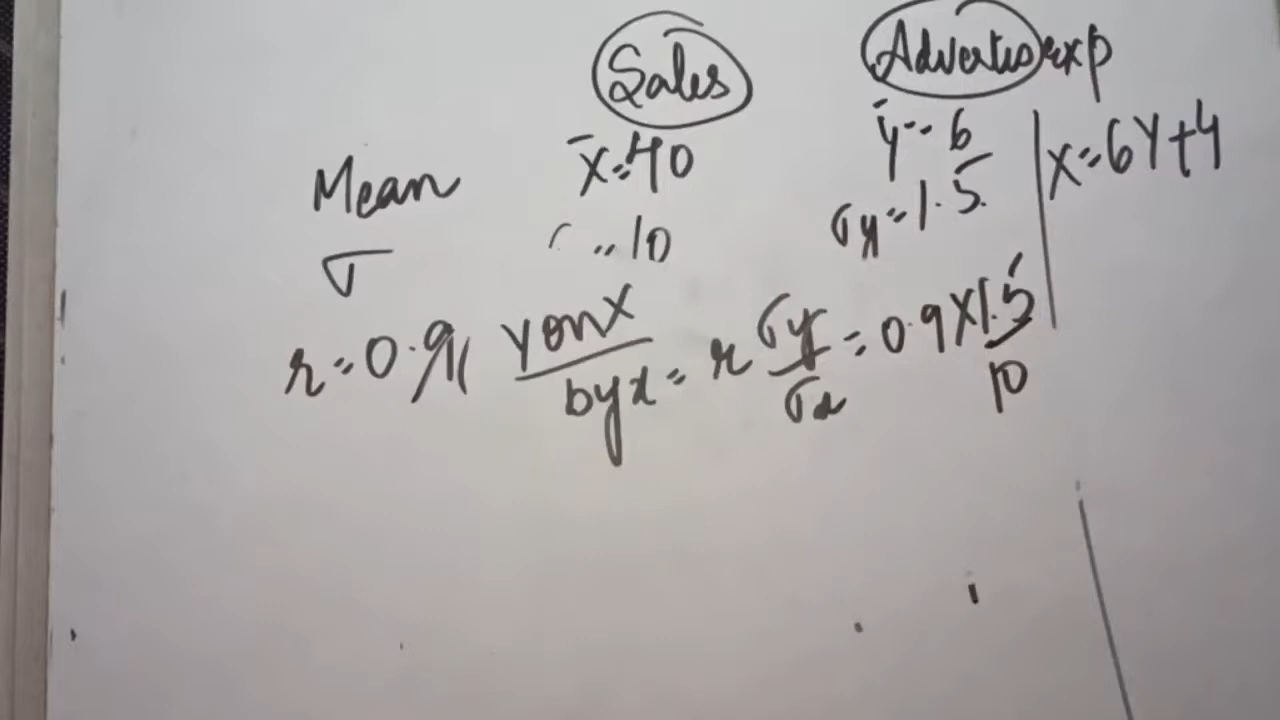 Sales Advertis exp
Mean x̄ = 40 ȳ = 6 x = 6y + 4
σ = 10 σy = 1.5
r = 0.9 y on x
byx = r σy/σx = 0.9 × 1.5/10